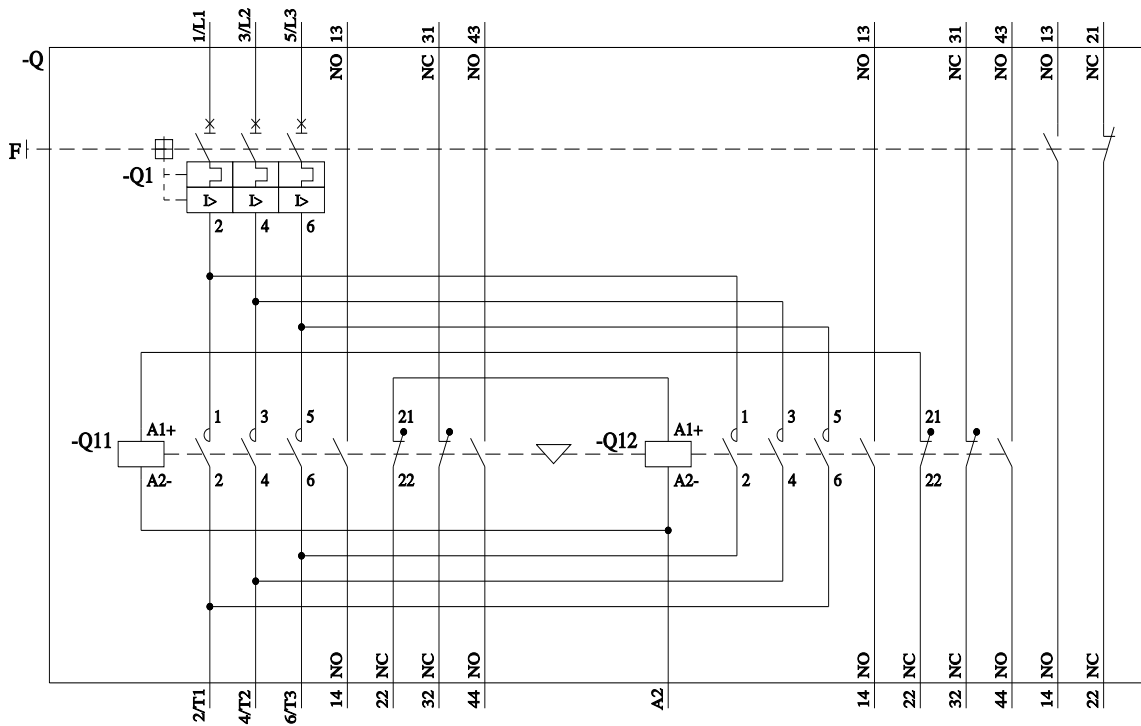 1/L1 3/L2 5/L3 13 31 43 13 31 43 13 21
-Q NO NC NO NO NC NO NO NC
F
-Q1
I> I> I>
2 4 6
1 3 5 21 1 3 5 21
-Q11 A1+ -Q12 A1+
A2- 2 4 6 22 A2- 2 4 6 22
NO NC NC NO NO NC NC NO NO NC
2/T1 4/T2 6/T3 14 22 32 44 A2 14 22 32 44 14 22